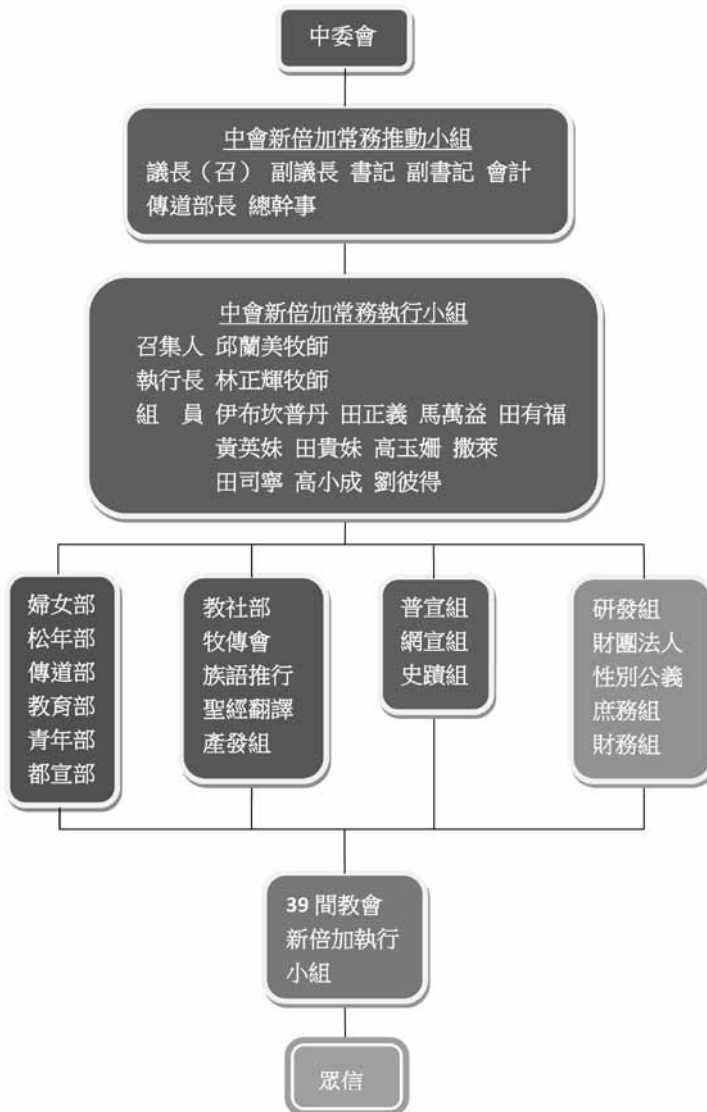 中委會
中會新倍加常務推動小組
議長（召） 副議長 書記 副書記 會計
傳道部長 總幹事
中會新倍加常務執行小組
召集人 邱蘭美牧師
執行長 林正輝牧師
組　員 伊布坎普丹 田正義 馬萬益 田有福
黃英妹 田貴妹 高玉姍 撒萊
田司寧 高小成 劉彼得
婦女部
松年部
傳道部
教育部
青年部
都宣部
教社部
牧傳會
族語推行
聖經翻譯
產發組
普宣組
網宣組
史蹟組
研發組
財團法人
性別公義
庶務組
財務組
39 間教會
新倍加執行
小組
眾信